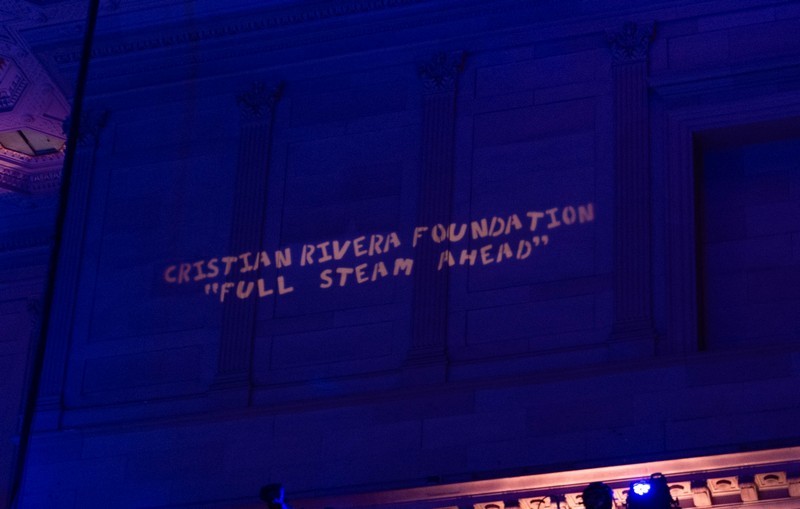 CRISTIAN RIVERA FOUNDATION
"FULL STEAM AHEAD"